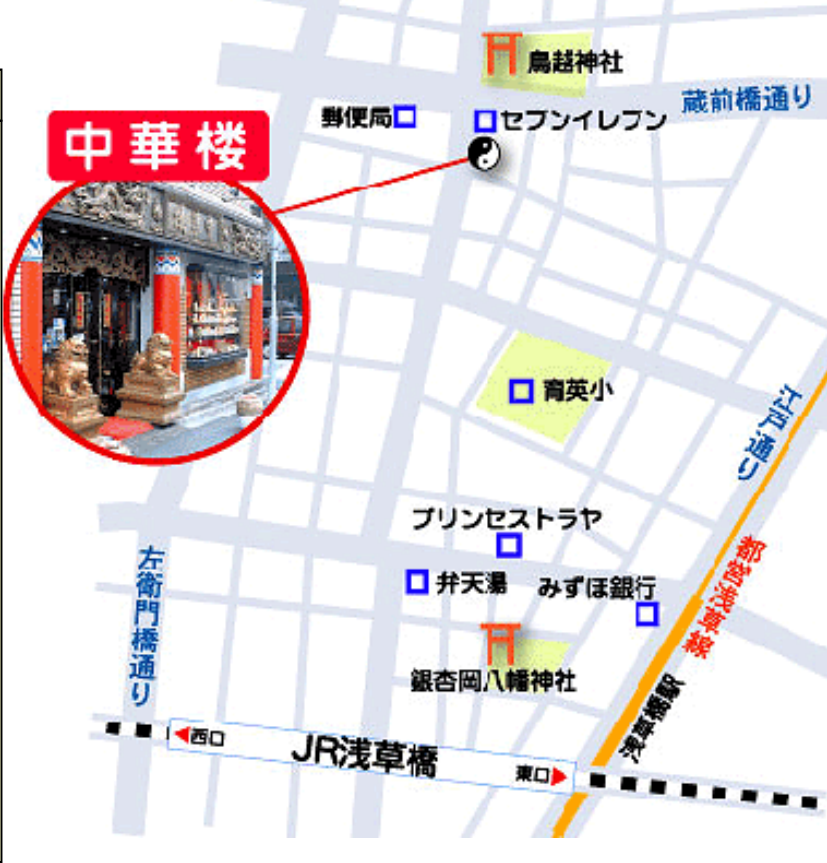 鳥越神社
蔵前橋通り
郵便局
セブンイレブン
中華楼
育英小
江戸通り
プリンセストラヤ
都営浅草線
左衛門橋通り
弁天湯
みずほ銀行
銀杏岡八幡神社
浅草橋駅
西口
JR浅草橋
東口